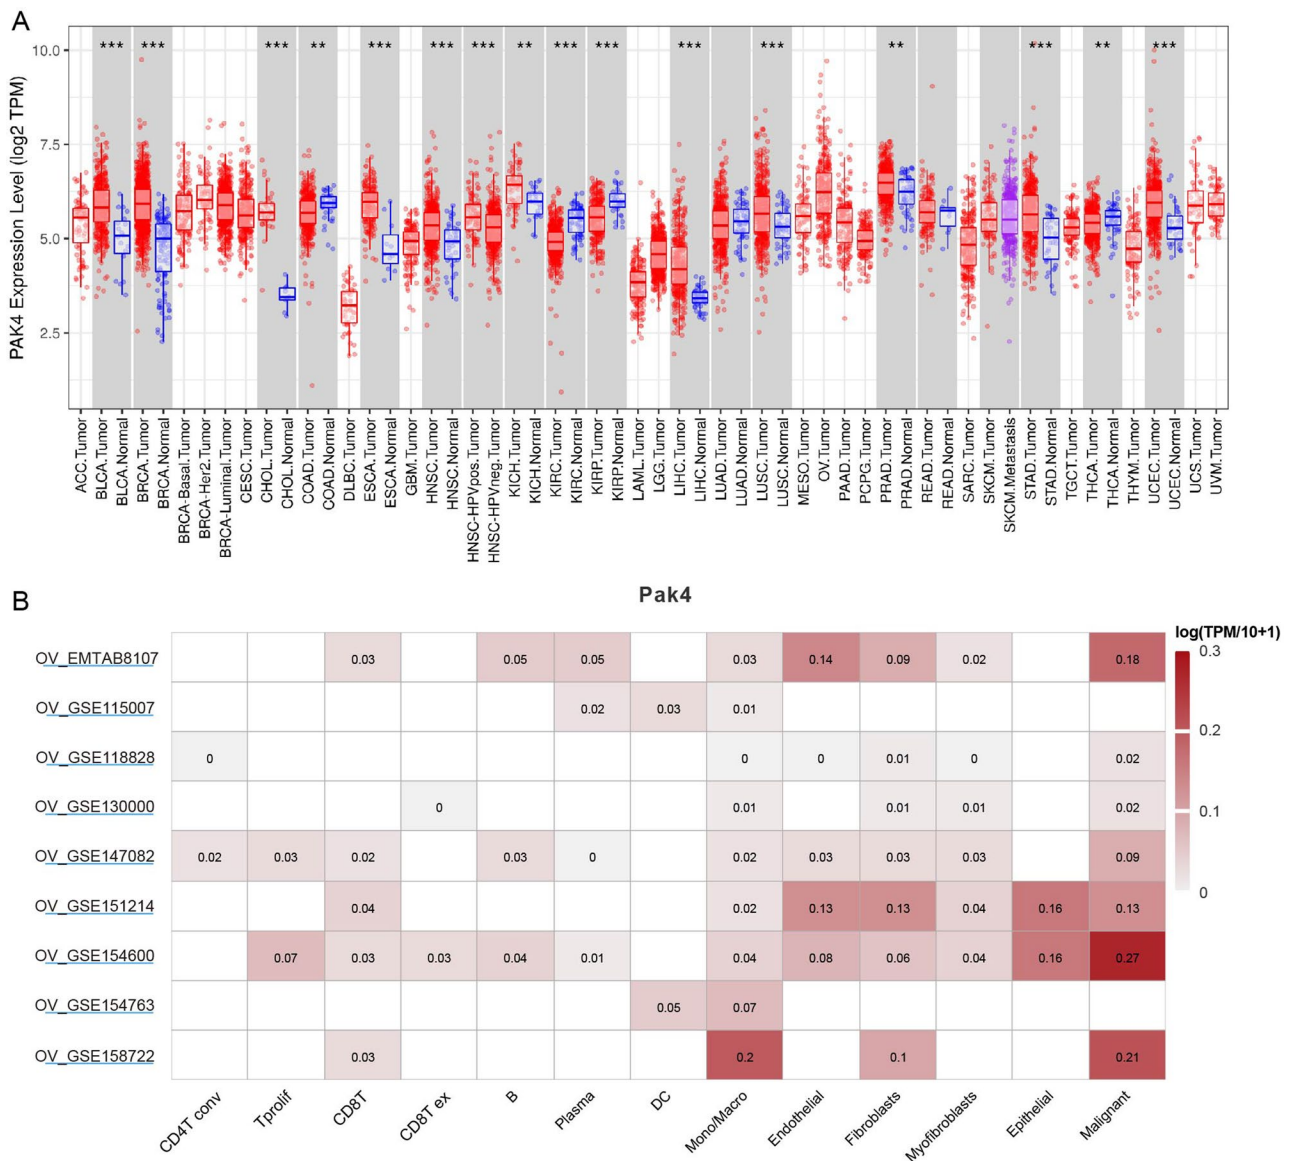 A
*** *** *** ** *** *** *** ** *** *** *** *** ** *** ** ***
PAK4 Expression Level (log2 TPM)
10.0
7.5
5.0
2.5
ACC.Tumor
BLCA.Tumor
BLCA.Normal
BRCA.Tumor
BRCA.Normal
BRCA-Basal.Tumor
BRCA-Her2.Tumor
BRCA-Luminal.Tumor
CESC.Tumor
CHOL.Tumor
CHOL.Normal
COAD.Tumor
COAD.Normal
DLBC.Tumor
ESCA.Tumor
ESCA.Normal
GBM.Tumor
HNSC.Tumor
HNSC.Normal
HNSC-HPVpos.Tumor
HNSC-HPVneg.Tumor
KICH.Tumor
KICH.Normal
KIRC.Tumor
KIRC.Normal
KIRP.Tumor
KIRP.Normal
LAML.Tumor
LGG.Tumor
LIHC.Tumor
LIHC.Normal
LUAD.Tumor
LUAD.Normal
LUSC.Tumor
LUSC.Normal
MESO.Tumor
OV.Tumor
PAAD.Tumor
PCPG.Tumor
PRAD.Tumor
PRAD.Normal
READ.Tumor
READ.Normal
SARC.Tumor
SKCM.Tumor
SKCM.Metastasis
STAD.Tumor
STAD.Normal
TGCT.Tumor
THCA.Tumor
THCA.Normal
THYM.Tumor
UCEC.Tumor
UCEC.Normal
UCS.Tumor
UVM.Tumor
B
Pak4
OV_EMTAB8107 0.03 0.05 0.05 0.03 0.14 0.09 0.02 0.18
OV_GSE115007 0.02 0.03 0.01
OV_GSE118828 0 0 0 0.01 0 0.02
OV_GSE130000 0 0.01 0.01 0.01 0.02
OV_GSE147082 0.02 0.03 0.02 0.03 0 0.02 0.03 0.03 0.03 0.09
OV_GSE151214 0.04 0.02 0.13 0.13 0.04 0.16 0.13
OV_GSE154600 0.07 0.03 0.03 0.04 0.01 0.04 0.08 0.06 0.04 0.16 0.27
OV_GSE154763 0.05 0.07
OV_GSE158722 0.03 0.2 0.1 0.21
CD4T conv
Tprolif
CD8T
CD8T ex
B
Plasma
DC
Mono/Macro
Endothelial
Fibroblasts
Myofibroblasts
Epithelial
Malignant
log(TPM/10+1)
0.3
0.2
0.1
0